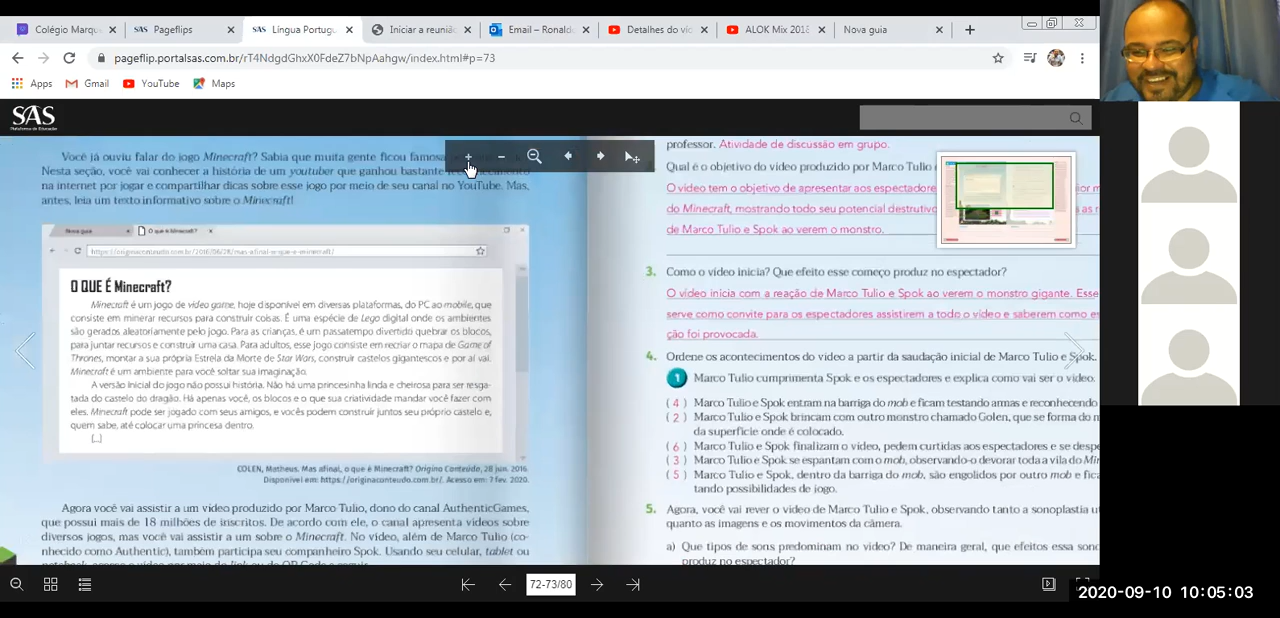 Colégio Marqu
Pageflips
Língua Portugu
Iniciar a reuniã
Email – Ronald
Detalhes do víd
ALOK Mix 2018
Nova guia
pageflip.portalsas.com.br/rT4NdgdGhxX0FdeZ7bNpAahgw/index.html#p=73
Apps
Gmail
YouTube
Maps
SAS
Plataforma de Educação
Você já ouviu falar do jogo Minecraft? Sabia que muita gente ficou famosa
Nesta seção, você vai conhecer a história de um youtuber que ganhou bastante
na internet por jogar e compartilhar dicas sobre esse jogo por meio de seu canal no YouTube. Mas,
antes, leia um texto informativo sobre o Minecraft!
Nova guia
O que é Minecraft?
O QUE É Minecraft?
Minecraft é um jogo de video game, hoje disponível em diversas plataformas, do PC ao mobile, que
consiste em minerar recursos para construir coisas. É uma espécie de Lego digital onde os ambientes
são gerados aleatoriamente pelo jogo. Para as crianças, é um passatempo divertido quebrar os blocos,
para juntar recursos e construir uma casa. Para adultos, esse jogo consiste em recriar o mapa de Game of
Thrones, montar a sua própria Estrela da Morte de Star Wars, construir castelos gigantescos e por aí vai.
Minecraft é um ambiente para você soltar sua imaginação.
A versão inicial do jogo não possui história. Não há uma princesinha linda e cheirosa para ser resga-
tada do castelo do dragão. Há apenas você, os blocos e o que sua criatividade mandar você fazer com
eles. Minecraft pode ser jogado com seus amigos, e vocês podem construir juntos seu próprio castelo e,
quem sabe, até colocar uma princesa dentro.
(...)
COLEN, Matheus. Mas afinal, o que é Minecraft? Origina Conteúdo, 28 jun. 2016.
Disponível em: https://originaconteudo.com.br/. Acesso em: 7 fev. 2020.
Agora você vai assistir a um vídeo produzido por Marco Tulio, dono do canal AuthenticGames,
que possui mais de 18 milhões de inscritos. De acordo com ele, o canal apresenta vídeos sobre
diversos jogos, mas você vai assistir a um sobre o Minecraft. No vídeo, além de Marco Tulio (co-
nhecido como Authentic), também participa seu companheiro Spok. Usando seu celular, tablet ou
professor. Atividade de discussão em grupo.
Qual é o objetivo do vídeo produzido por Marco Tulio
O vídeo tem o objetivo de apresentar aos espectadore
do Minecraft, mostrando todo seu potencial destrutivo
de Marco Tulio e Spok ao verem o monstro.
3. Como o vídeo inicia? Que efeito esse começo produz no espectador?
O vídeo inicia com a reação de Marco Tulio e Spok ao verem o monstro gigante. Esse
serve como convite para os espectadores assistirem a todo o vídeo e saberem como es
ção foi provocada.
4. Ordene os acontecimentos do vídeo a partir da saudação inicial de Marco Tulio e Spok.
1 Marco Tulio cumprimenta Spok e os espectadores e explica como vai ser o vídeo.
( 4 ) Marco Tulio e Spok entram na barriga do mob e ficam testando armas e reconhecendo
( 2 ) Marco Tulio e Spok brincam com outro monstro chamado Golen, que se forma do m
da superfície onde é colocado.
( 6 ) Marco Tulio e Spok finalizam o vídeo, pedem curtidas aos espectadores e se despe
( 3 ) Marco Tulio e Spok se espantam com o mob, observando-o devorar toda a vila do Min
( 5 ) Marco Tulio e Spok, dentro da barriga do mob, são engolidos por outro mob e fica
tando possibilidades de jogo.
5. Agora, você vai rever o vídeo de Marco Tulio e Spok, observando tanto a sonoplastia ut
quanto as imagens e os movimentos da câmera.
a) Que tipos de sons predominam no vídeo? De maneira geral, que efeitos essa sono
produz no espectador?
72-73/80
2020-09-10 10:05:03